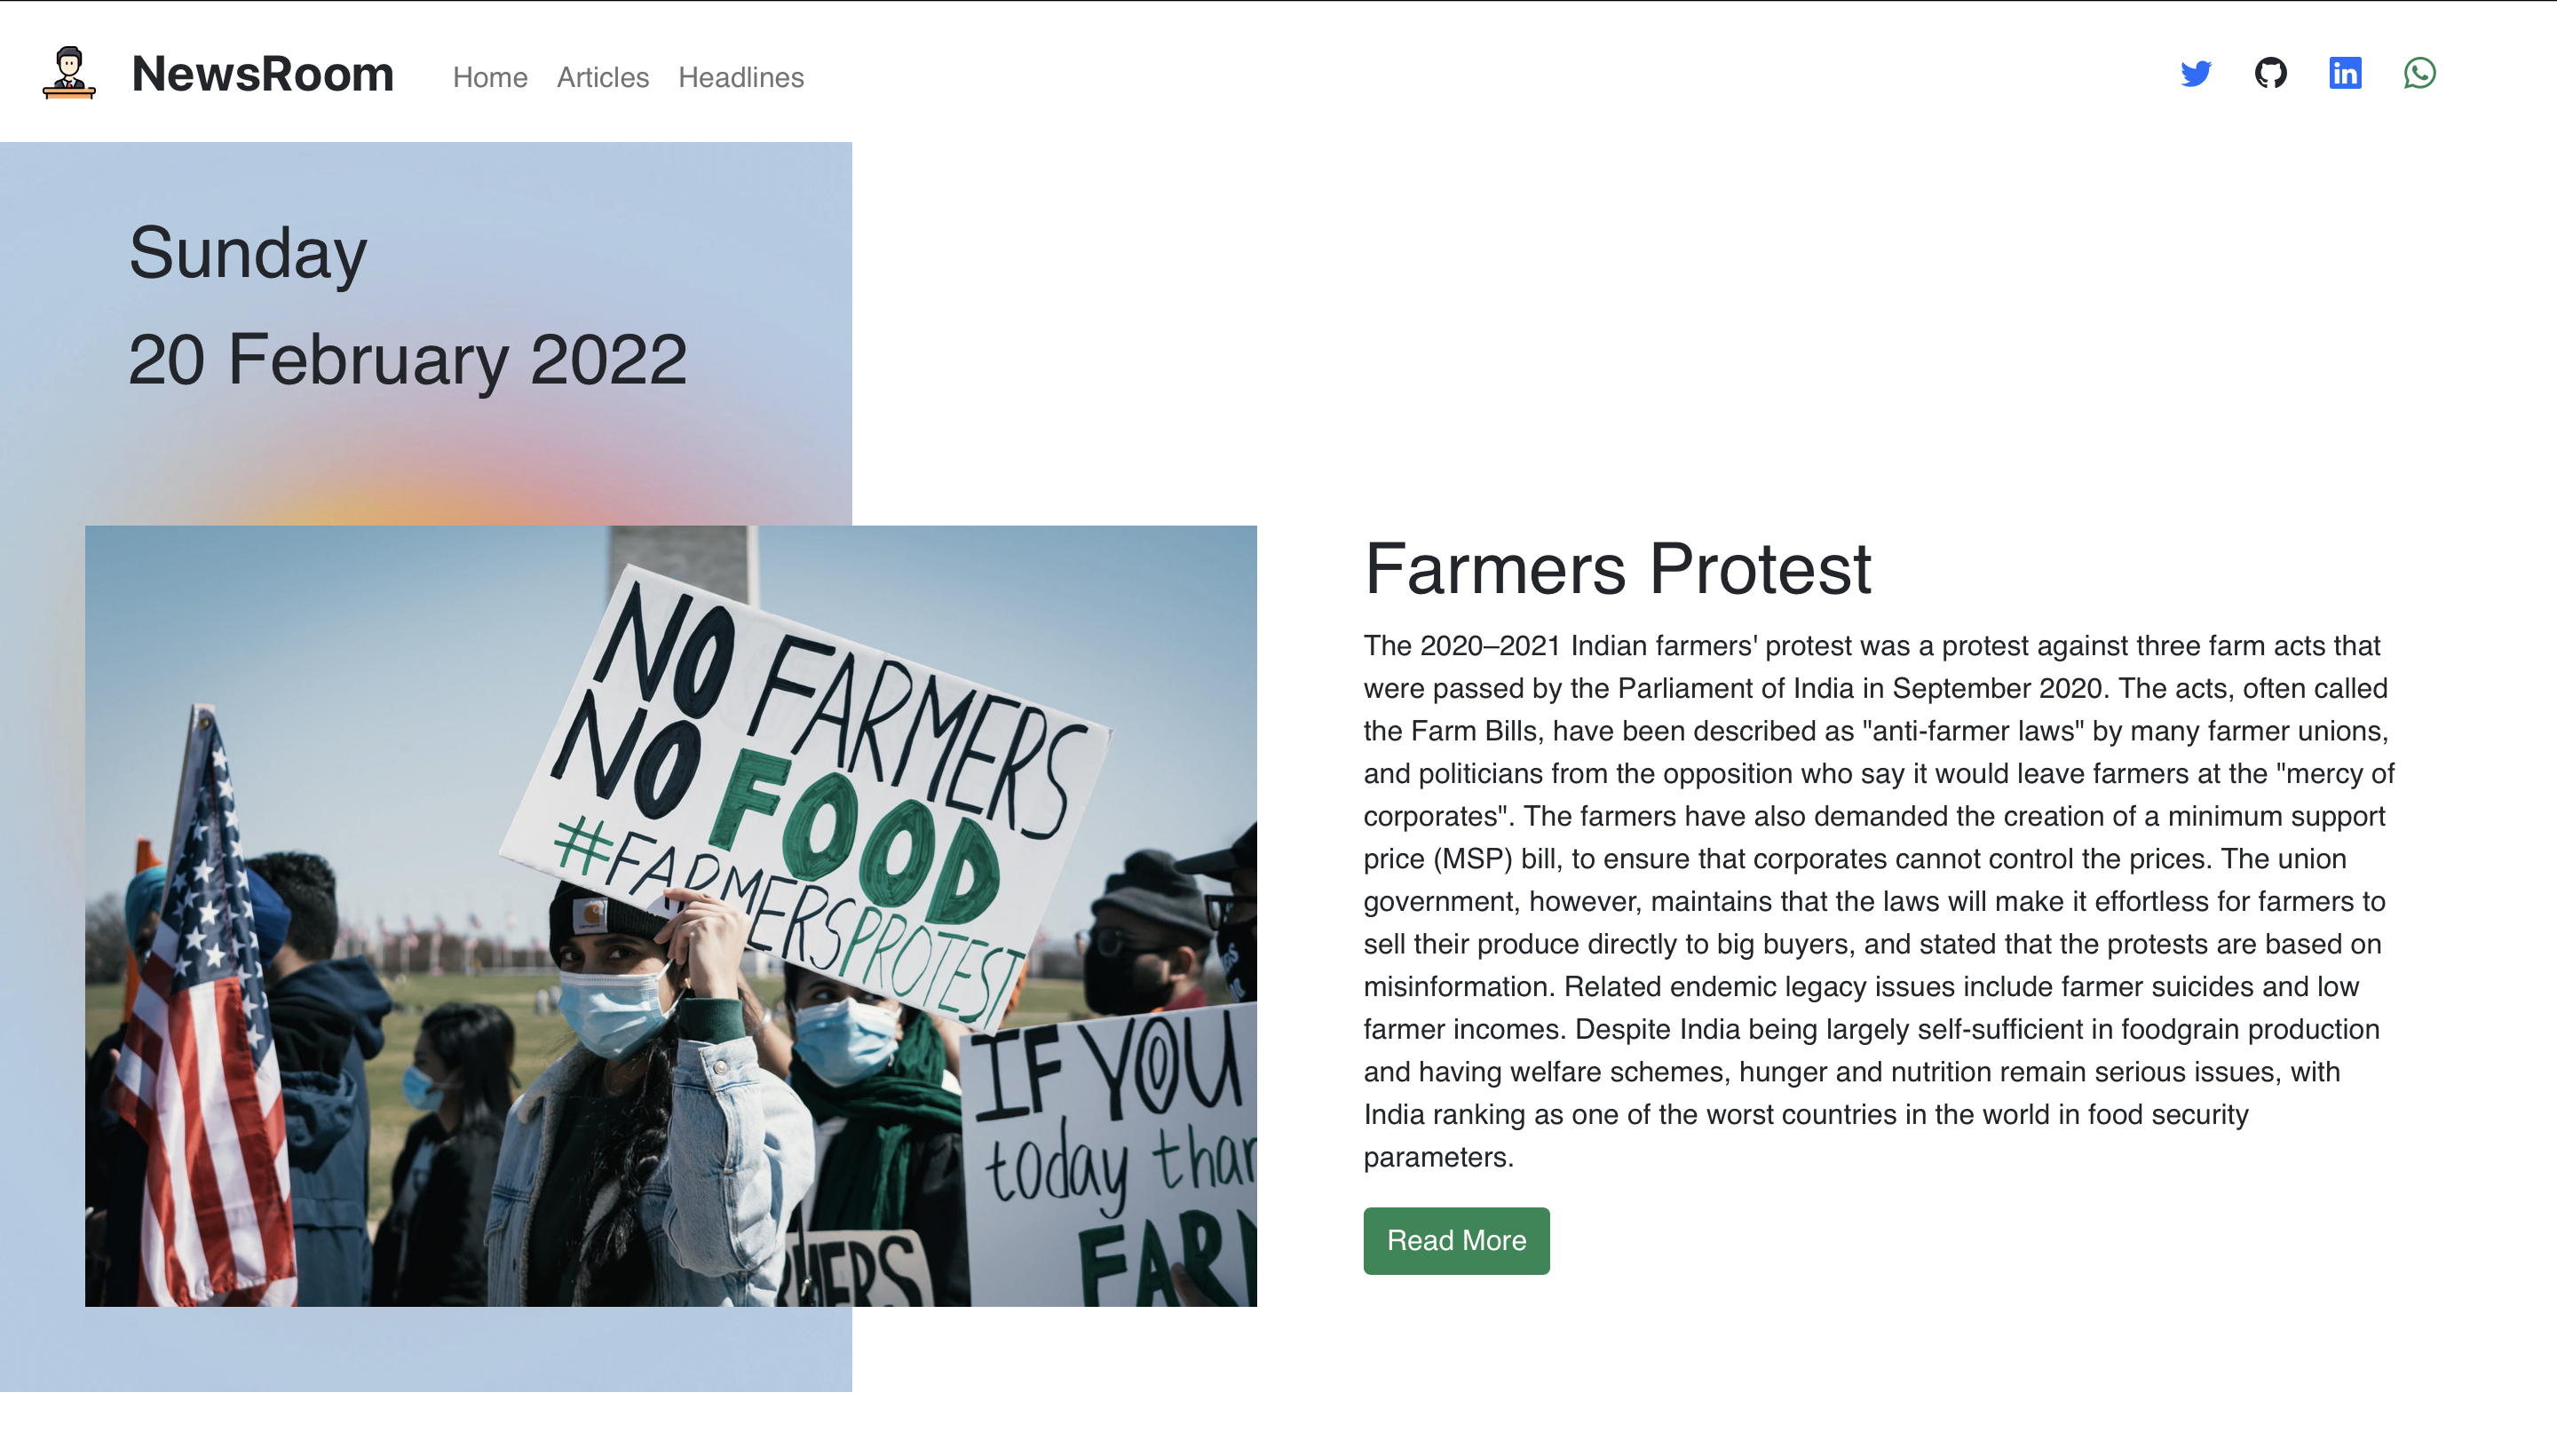 NewsRoom
Home Articles Headlines
Sunday
20 February 2022
NO FARMERS
NO FOOD
#FARMERSPROTEST
IF YOU
today than
FAR
HERS
Farmers Protest
The 2020–2021 Indian farmers' protest was a protest against three farm acts that
were passed by the Parliament of India in September 2020. The acts, often called
the Farm Bills, have been described as "anti-farmer laws" by many farmer unions,
and politicians from the opposition who say it would leave farmers at the "mercy of
corporates". The farmers have also demanded the creation of a minimum support
price (MSP) bill, to ensure that corporates cannot control the prices. The union
government, however, maintains that the laws will make it effortless for farmers to
sell their produce directly to big buyers, and stated that the protests are based on
misinformation. Related endemic legacy issues include farmer suicides and low
farmer incomes. Despite India being largely self-sufficient in foodgrain production
and having welfare schemes, hunger and nutrition remain serious issues, with
India ranking as one of the worst countries in the world in food security
parameters.
Read More